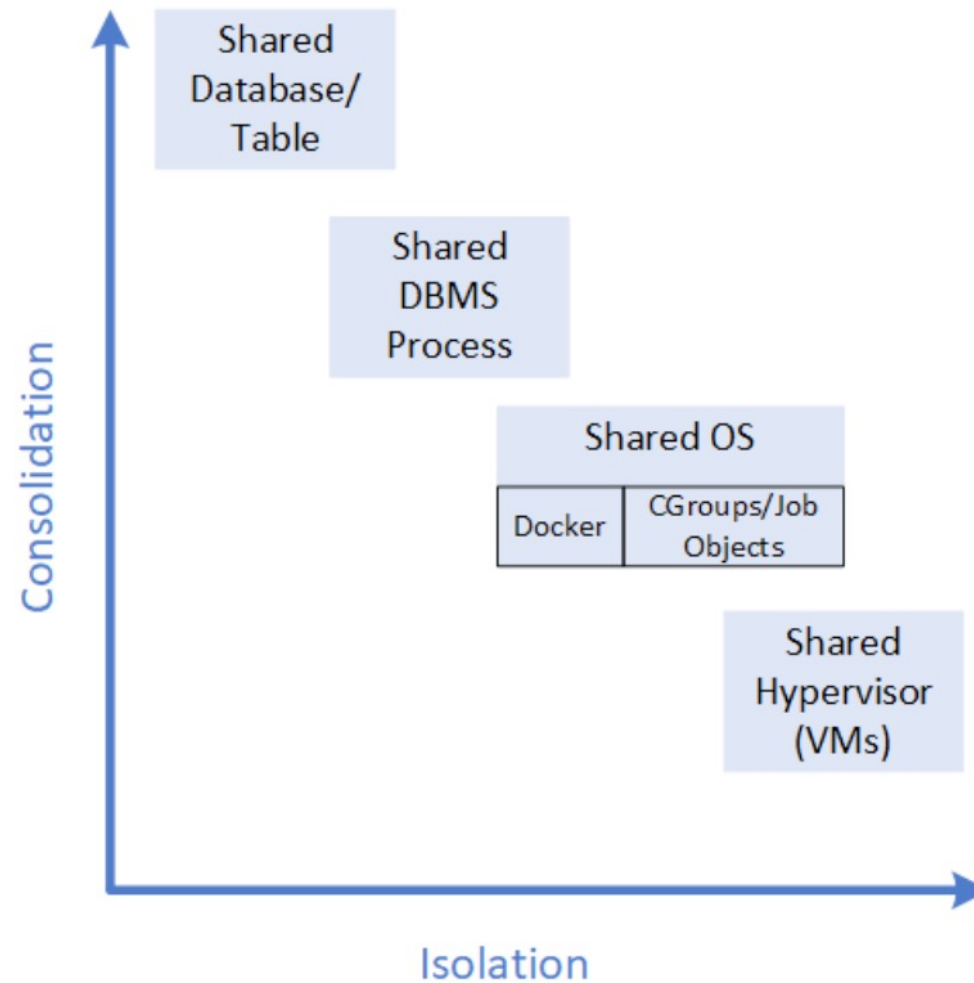 Shared
Database/
Table
Shared
DBMS
Process
Shared OS
Docker
CGroups/Job
Objects
Shared
Hypervisor
(VMs)
Consolidation
Isolation